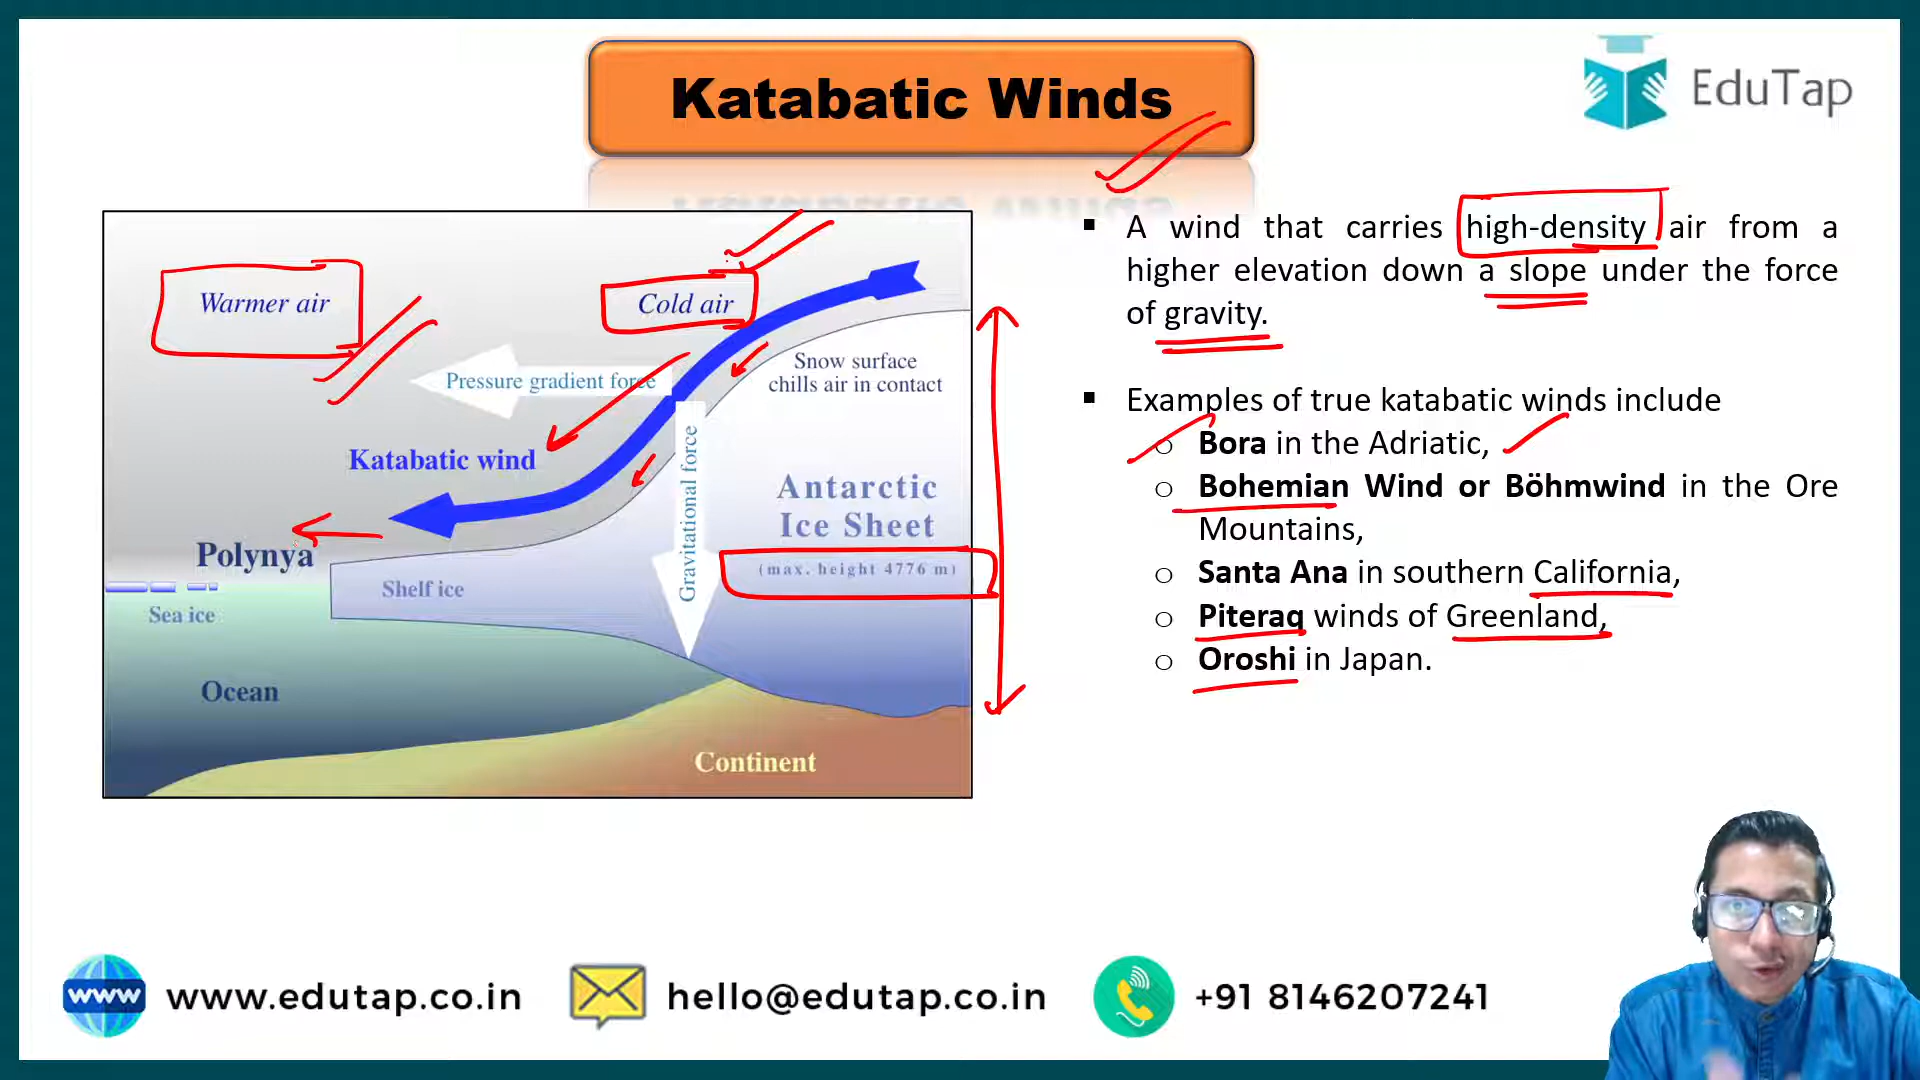 Katabatic Winds
EduTap
A wind that carries high-density air from a
higher elevation down a slope under the force
of gravity.
Examples of true katabatic winds include
Bora in the Adriatic,
Bohemian Wind or Böhmwind in the Ore
Mountains,
Santa Ana in southern California,
Piteraq winds of Greenland,
Oroshi in Japan.
Warmer air
Cold air
Pressure gradient force
Snow surface
chills air in contact
Katabatic wind
Gravitational force
Antarctic
Ice Sheet
(max. height 4776 m)
Polynya
Shelf ice
Sea ice
Ocean
Continent
www
www.edutap.co.in
hello@edutap.co.in
+91 8146207241